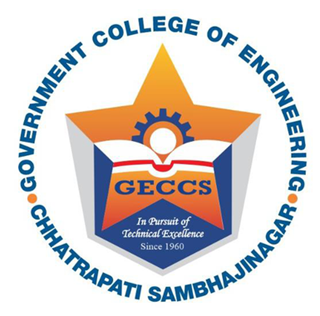 GOVERNMENT COLLEGE OF ENGINEERING
CHHATRAPATI SAMBHAJINAGAR
GECCS
In Pursuit of
Technical Excellence
Since 1960